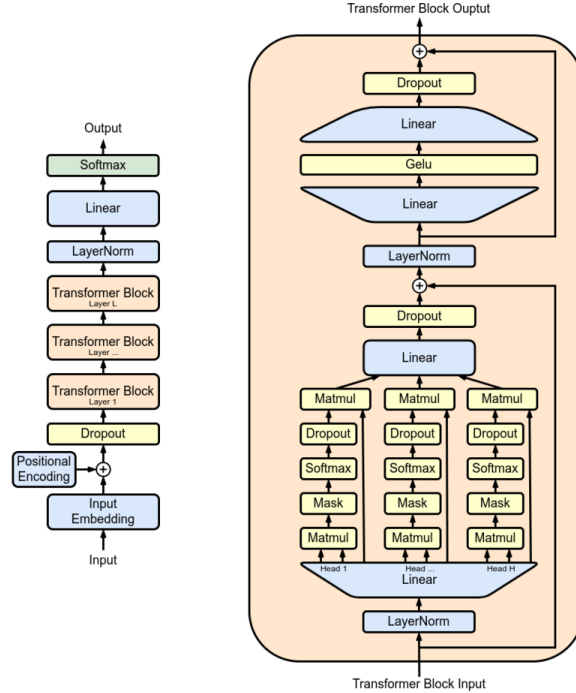 Output
Softmax
Linear
LayerNorm
Transformer Block
Layer L
Transformer Block
Layer ...
Transformer Block
Layer 1
Dropout
Positional
Encoding
Input
Embedding
Input
Transformer Block Ouptut
Dropout
Linear
Gelu
Linear
LayerNorm
Dropout
Linear
Matmul Matmul Matmul
Dropout Dropout Dropout
Softmax Softmax Softmax
Mask Mask Mask
Matmul Matmul Matmul
Head 1 Head ... Head H
Linear
LayerNorm
Transformer Block Input